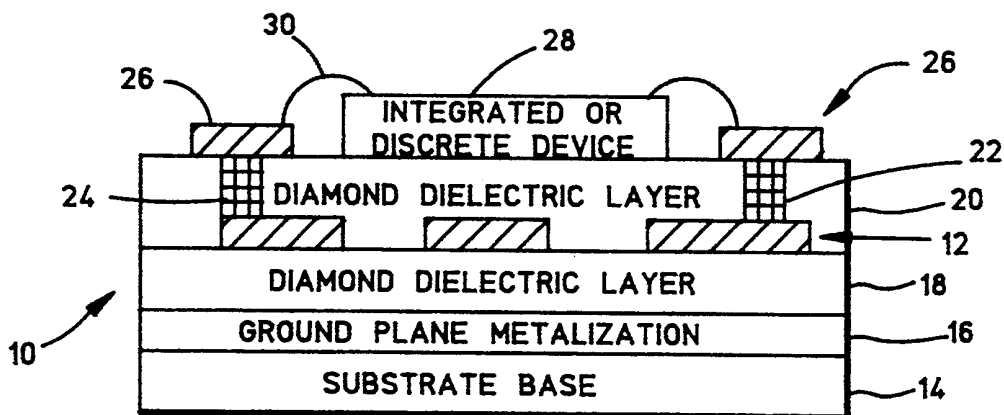 30
28
26
26
INTEGRATED OR
DISCRETE DEVICE
22
24
DIAMOND DIELECTRIC LAYER
20
12
DIAMOND DIELECTRIC LAYER
18
10
GROUND PLANE METALIZATION
16
SUBSTRATE BASE
14